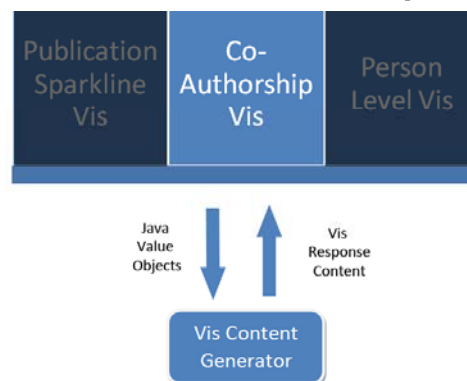 Publication
Sparkline
Vis
Co-
Authorship
Vis
Person
Level Vis
Java
Value
Objects
Vis
Response
Content
Vis Content
Generator